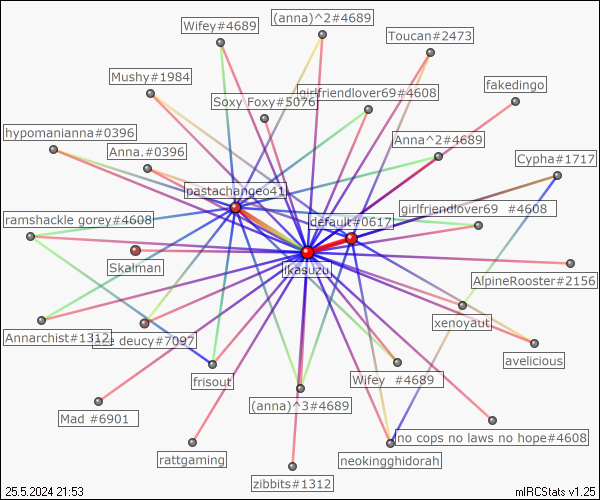 (anna)^2#4689
Wifey#4689
Toucan#2473
Mushy#1984
fakedingo
girlfriendlover69#4608
Soxy Foxy#5076
hypomanianna#0396
Anna^2#4689
Anna.#0396
Cypha#1717
pastachangeo41
girlfriendlover69 #4608
ramshackle gorey#4608
default#0617
Skalman
ikasuzu
AlpineRooster#2156
xenoyaut
Annarchist#1312
deucy#7097
avelicious
frisout
Wifey #4689
(anna)^3#4689
Mad #6901
no cops no laws no hope#4608
rattgaming
neokingghidorah
zibbits#1312
25.5.2024 21:53
mIRCStats v1.25